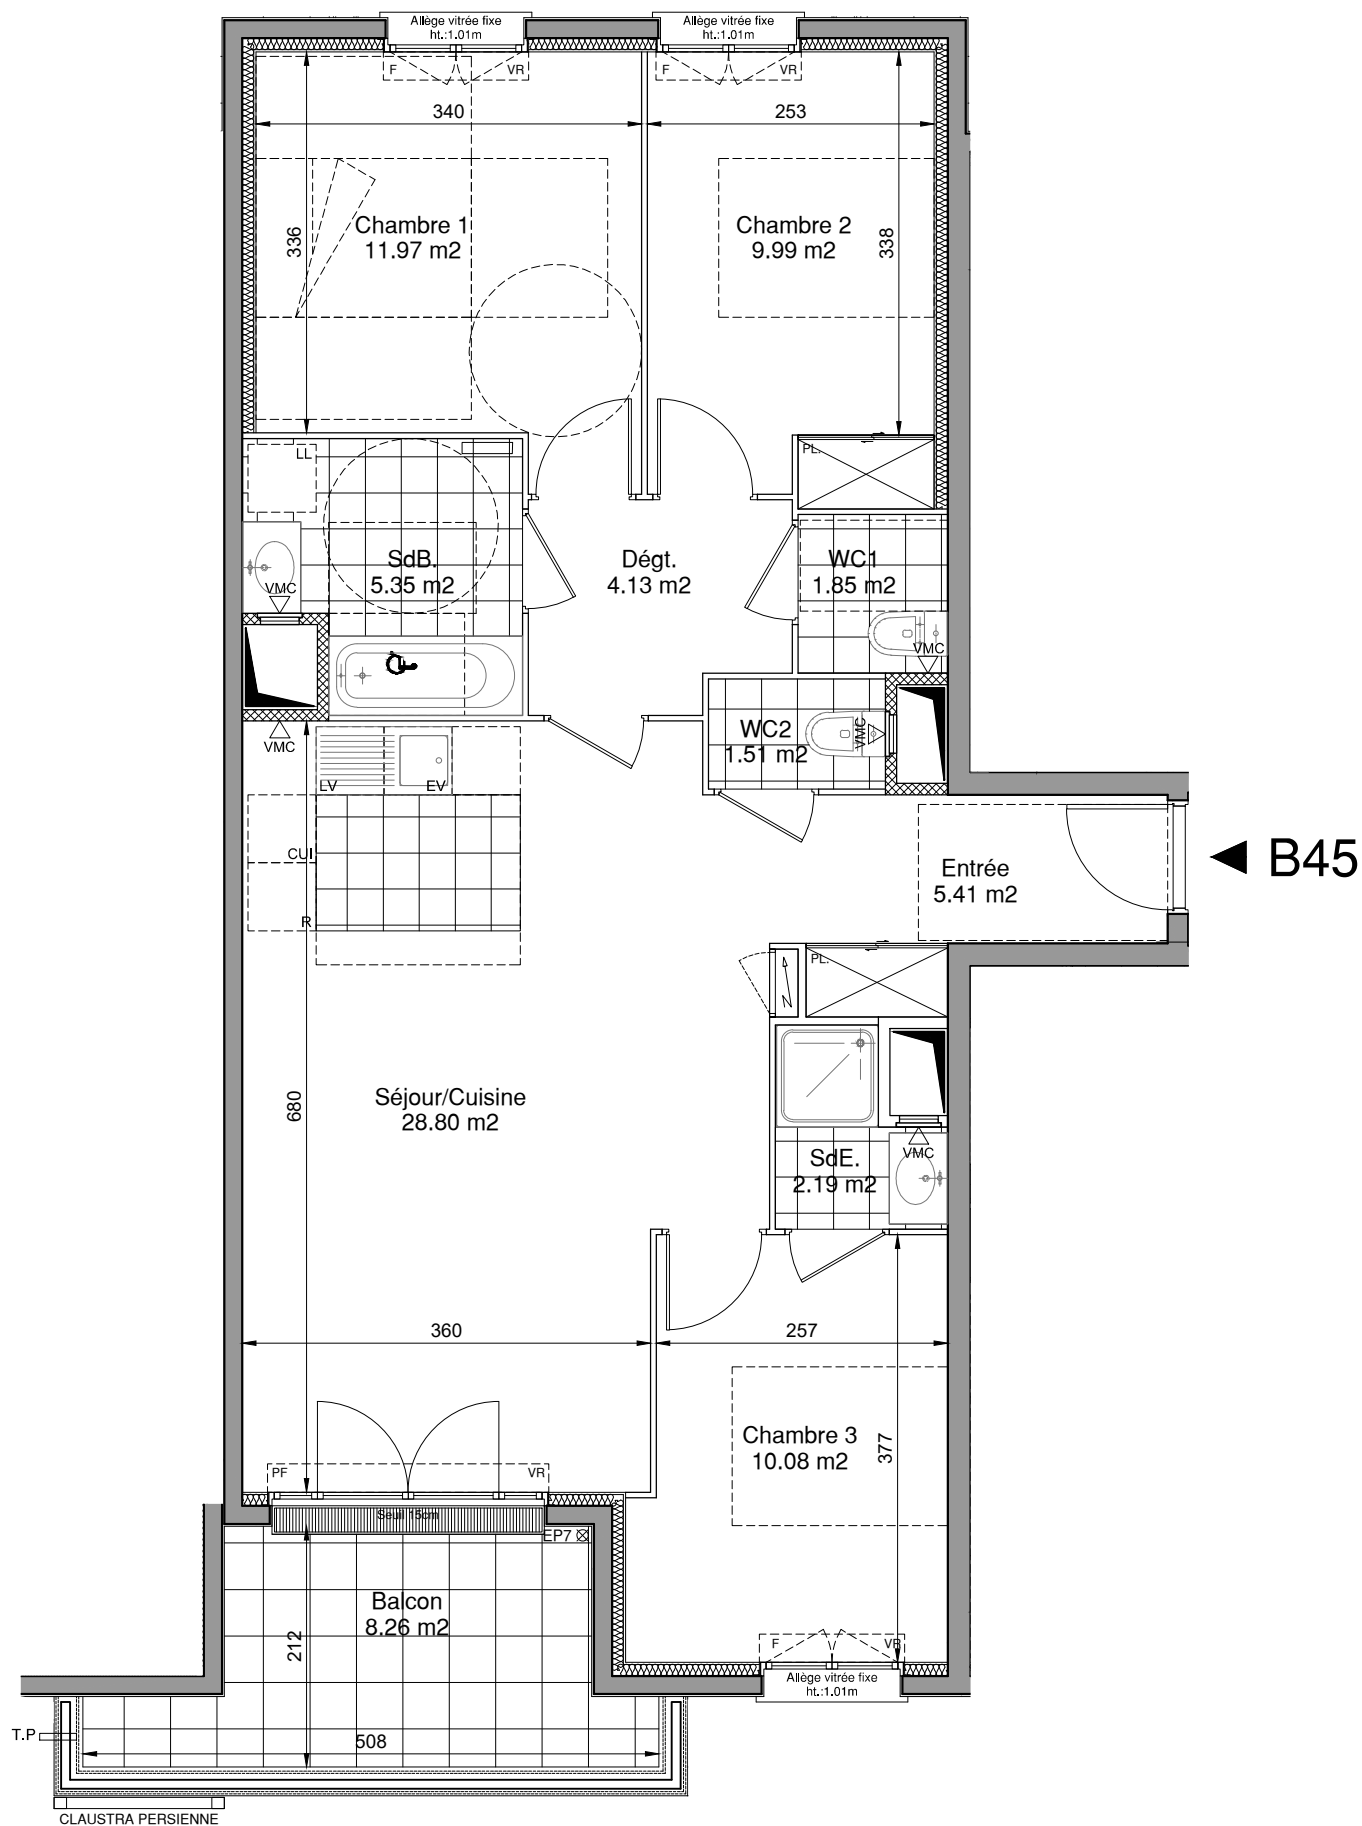 Allège vitrée fixe
ht.:1.01m
Allège vitrée fixe
ht.:1.01m
F
VR
F
VR
340
253
336
Chambre 1
11.97 m2
Chambre 2
9.99 m2
338
LL
PL.
SdB.
5.35 m2
VMC
Dégt.
4.13 m2
WC1
1.85 m2
VMC
VMC
WC2
1.51 m2
VMC
LV
EV
CUI
R
Entrée
5.41 m2
B45
PL.
680
Séjour/Cuisine
28.80 m2
VMC
SdE.
2.19 m2
360
257
Chambre 3
10.08 m2
377
PF
VR
Seuil 15cm
EP7
Balcon
8.26 m2
212
F
VR
Allège vitrée fixe
ht.:1.01m
T.P
508
CLAUSTRA PERSIENNE